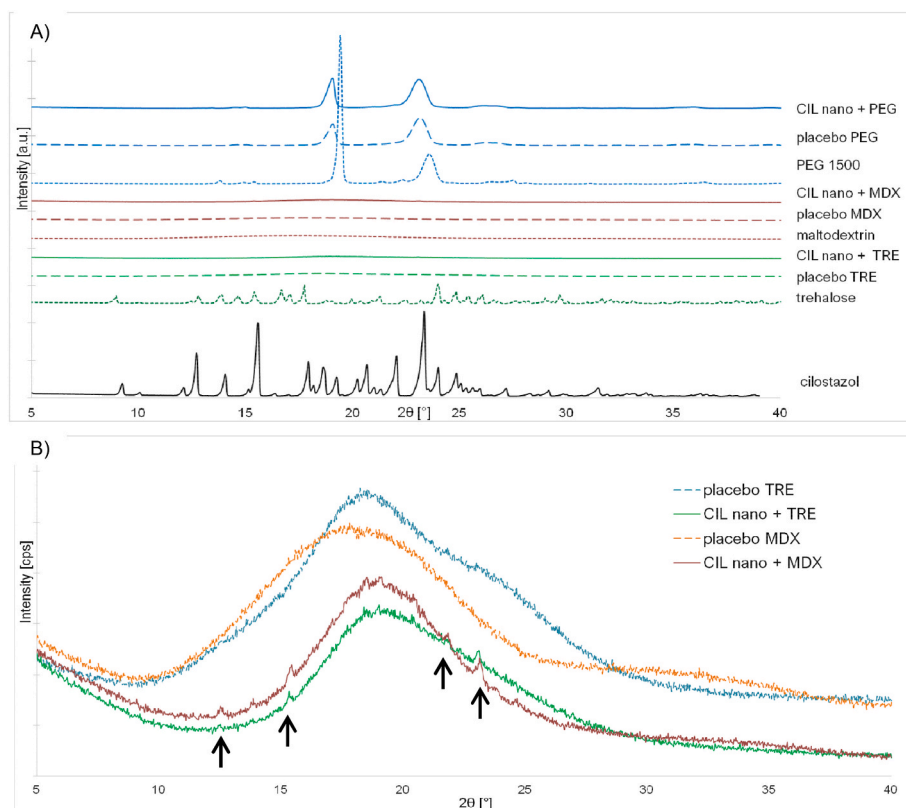 A)
Intensity [a.u.]
CIL nano + PEG
placebo PEG
PEG 1500
CIL nano + MDX
placebo MDX
maltodextrin
CIL nano + TRE
placebo TRE
trehalose
cilostazol
5 10 15 20 25 30 35 40
2θ [°]
B)
Intensity [cps]
placebo TRE
CIL nano + TRE
placebo MDX
CIL nano + MDX
5 10 15 20 25 30 35 40
2θ [°]